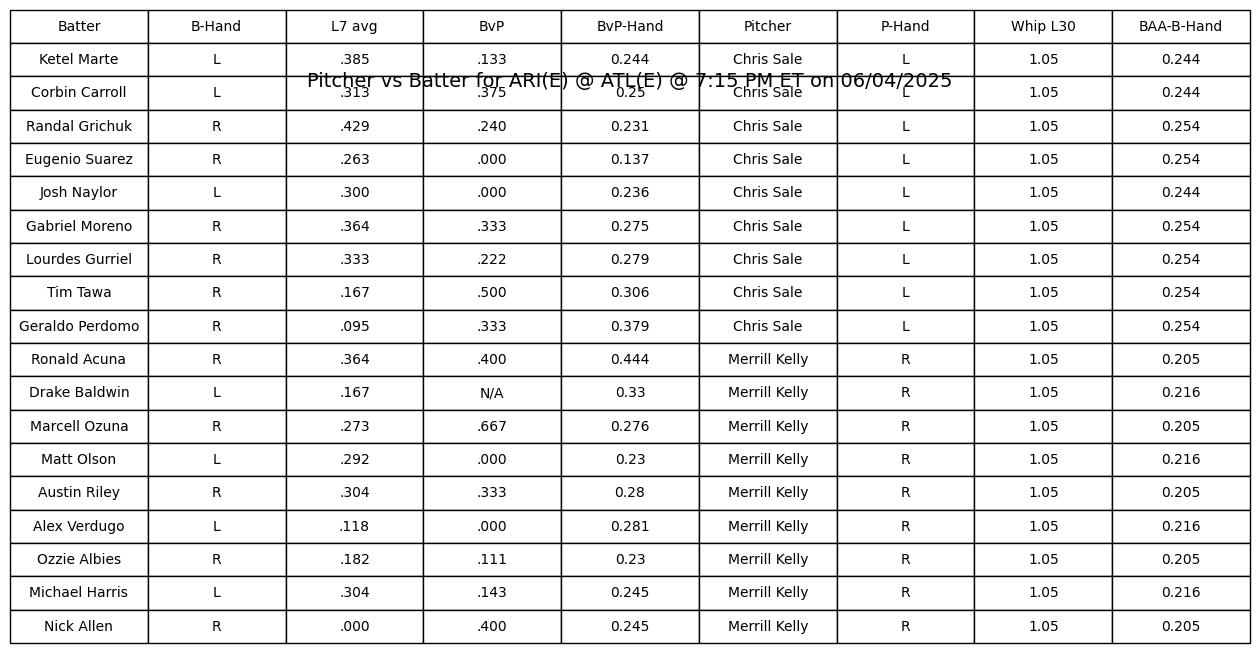 Batter B-Hand L7 avg BvP BvP-Hand Pitcher P-Hand Whip L30 BAA-B-Hand
Ketel Marte L .385 .133 0.244 Chris Sale L 1.05 0.244
Pitcher vs Batter for ARI(E) @ ATL(E) @ 7:15 PM ET on 06/04/2025
Corbin Carroll L .313 .375 0.25 Chris Sale L 1.05 0.244
Randal Grichuk R .429 .240 0.231 Chris Sale L 1.05 0.254
Eugenio Suarez R .263 .000 0.137 Chris Sale L 1.05 0.254
Josh Naylor L .300 .000 0.236 Chris Sale L 1.05 0.244
Gabriel Moreno R .364 .333 0.275 Chris Sale L 1.05 0.254
Lourdes Gurriel R .333 .222 0.279 Chris Sale L 1.05 0.254
Tim Tawa R .167 .500 0.306 Chris Sale L 1.05 0.254
Geraldo Perdomo R .095 .333 0.379 Chris Sale L 1.05 0.254
Ronald Acuna R .364 .400 0.444 Merrill Kelly R 1.05 0.205
Drake Baldwin L .167 N/A 0.33 Merrill Kelly R 1.05 0.216
Marcell Ozuna R .273 .667 0.276 Merrill Kelly R 1.05 0.205
Matt Olson L .292 .000 0.23 Merrill Kelly R 1.05 0.216
Austin Riley R .304 .333 0.28 Merrill Kelly R 1.05 0.205
Alex Verdugo L .118 .000 0.281 Merrill Kelly R 1.05 0.216
Ozzie Albies R .182 .111 0.23 Merrill Kelly R 1.05 0.205
Michael Harris L .304 .143 0.245 Merrill Kelly R 1.05 0.216
Nick Allen R .000 .400 0.245 Merrill Kelly R 1.05 0.205